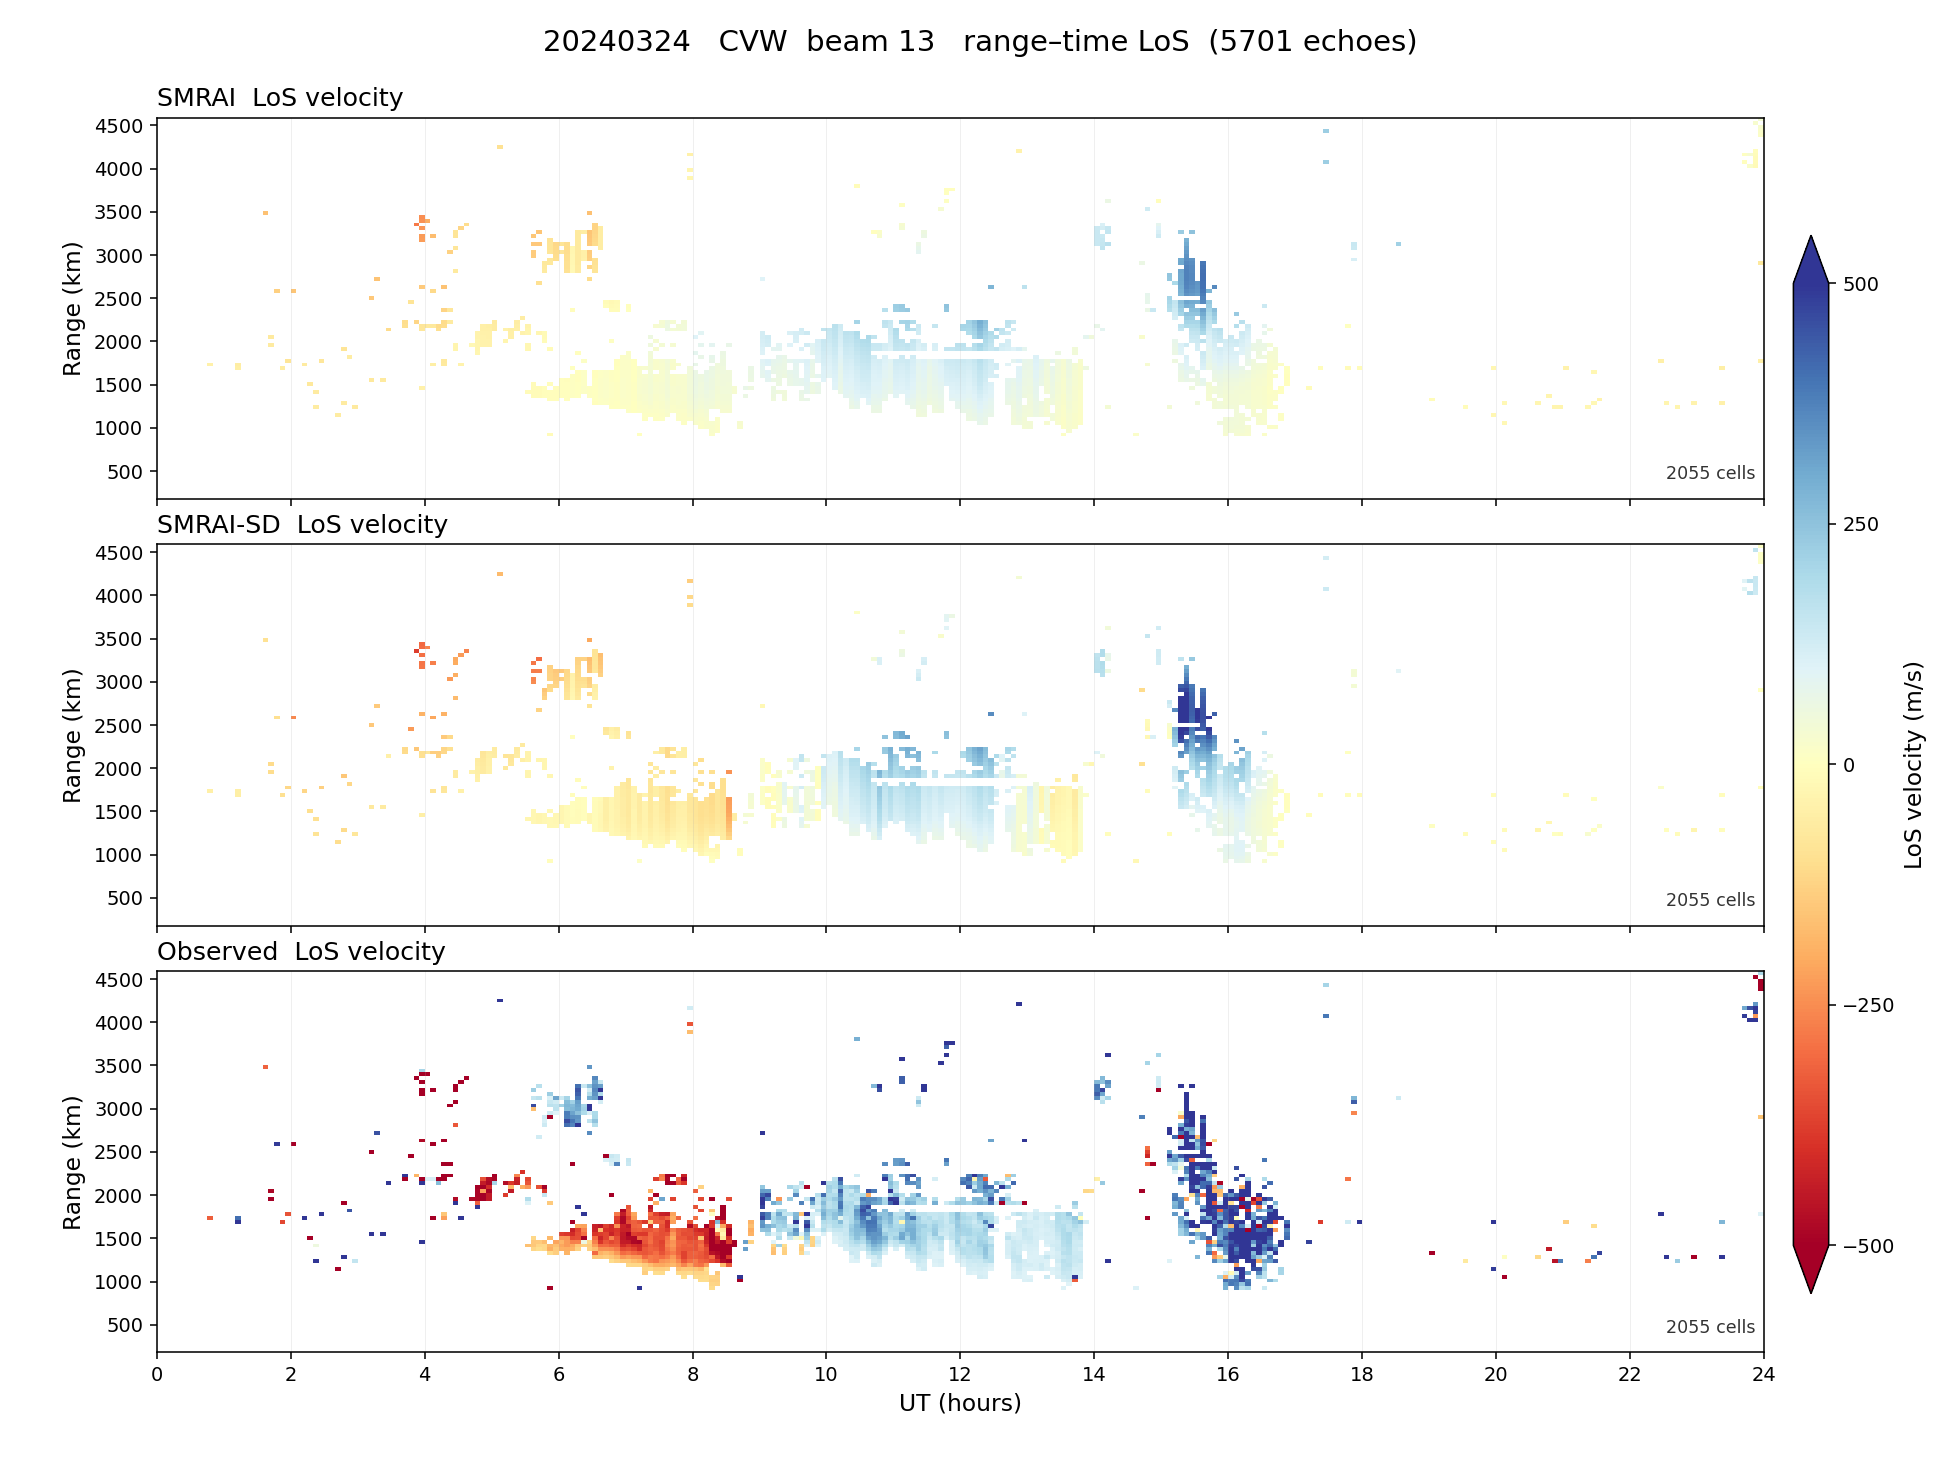 20240324   CVW  beam 13   range–time LoS  (5701 echoes)
SMRAI  LoS velocity
4500
4000
3500
3000
2500
2000
1500
1000
500
Range (km)
2055 cells
SMRAI-SD  LoS velocity
4500
4000
3500
3000
2500
2000
1500
1000
500
Range (km)
2055 cells
Observed  LoS velocity
4500
4000
3500
3000
2500
2000
1500
1000
500
Range (km)
2055 cells
0 2 4 6 8 10 12 14 16 18 20 22 24
UT (hours)
500
250
0
−250
−500
LoS velocity (m/s)